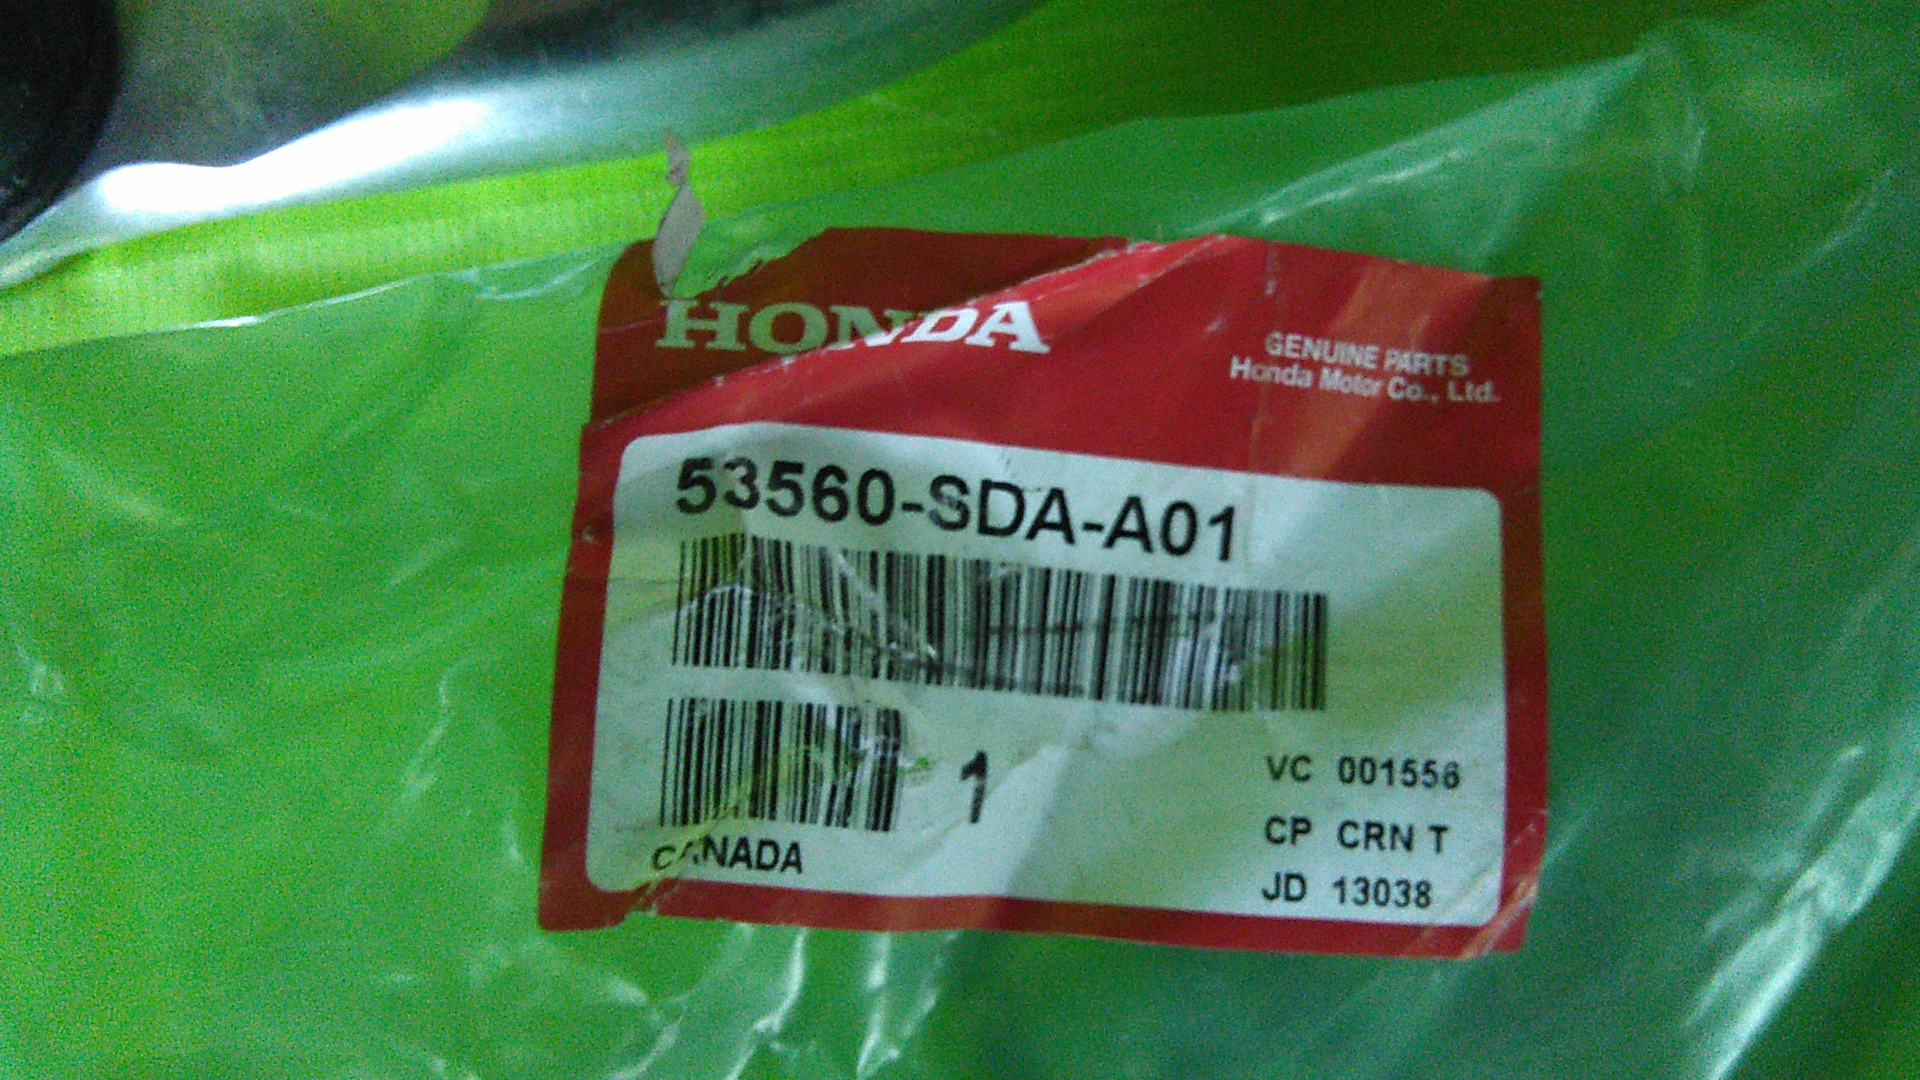 HONDA
GENUINE PARTS
Honda Motor Co., Ltd.
53560-SDA-A01
1
VC 001556
CP CRN T
JD 13038
CANADA